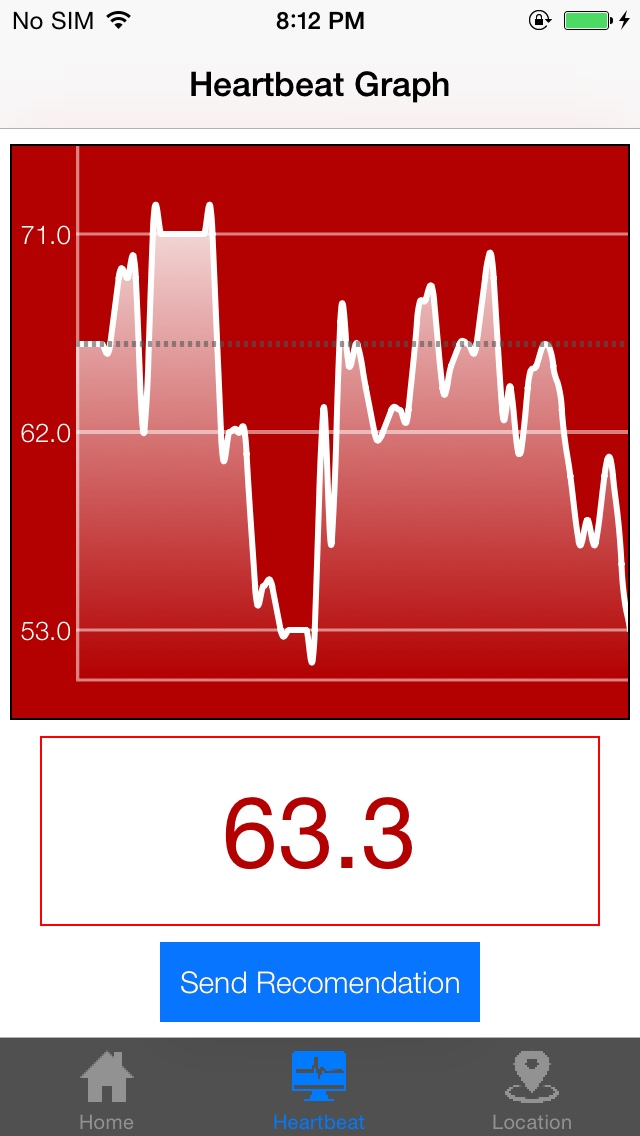 No SIM 8:12 PM
Heartbeat Graph
71.0
62.0
53.0
63.3
Send Recomendation
Home Heartbeat Location